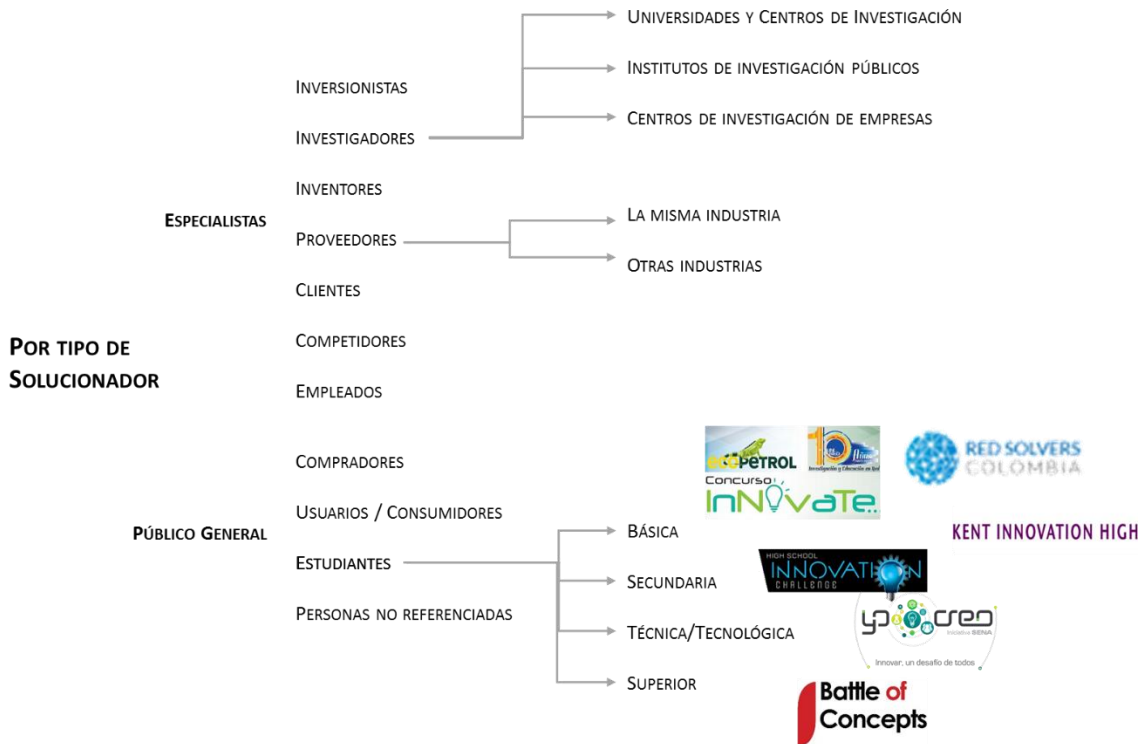 UNIVERSIDADES Y CENTROS DE INVESTIGACIÓN
INSTITUTOS DE INVESTIGACIÓN PÚBLICOS
INVERSIONISTAS
CENTROS DE INVESTIGACIÓN DE EMPRESAS
INVESTIGADORES
INVENTORES
ESPECIALISTAS
LA MISMA INDUSTRIA
PROVEEDORES
OTRAS INDUSTRIAS
CLIENTES
POR TIPO DE
SOLUCIONADOR
COMPETIDORES
EMPLEADOS
COMPRADORES
ecoPETROL
Concurso
InNovaTe..
RED SOLVERS
COLOMBIA
USUARIOS / CONSUMIDORES
PÚBLICO GENERAL
BÁSICA
KENT INNOVATION HIGH
ESTUDIANTES
SECUNDARIA
HIGH SCHOOL
INNOVATION
CHALLENGE
PERSONAS NO REFERENCIADAS
TÉCNICA/TECNOLÓGICA
yo creo
Iniciativa SENA
Innovar, un desafío de todos
SUPERIOR
Battle of
Concepts